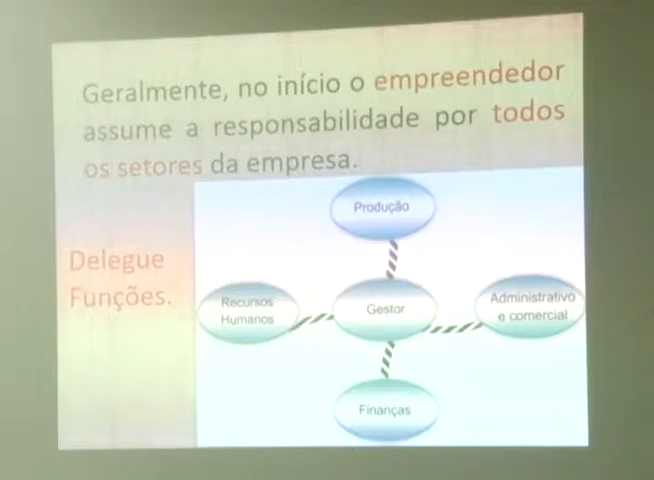 Geralmente, no início o empreendedor
assume a responsabilidade por todos
os setores da empresa.
Delegue
Funções.
Produção
Recursos
Humanos
Gestor
Administrativo
e comercial
Finanças